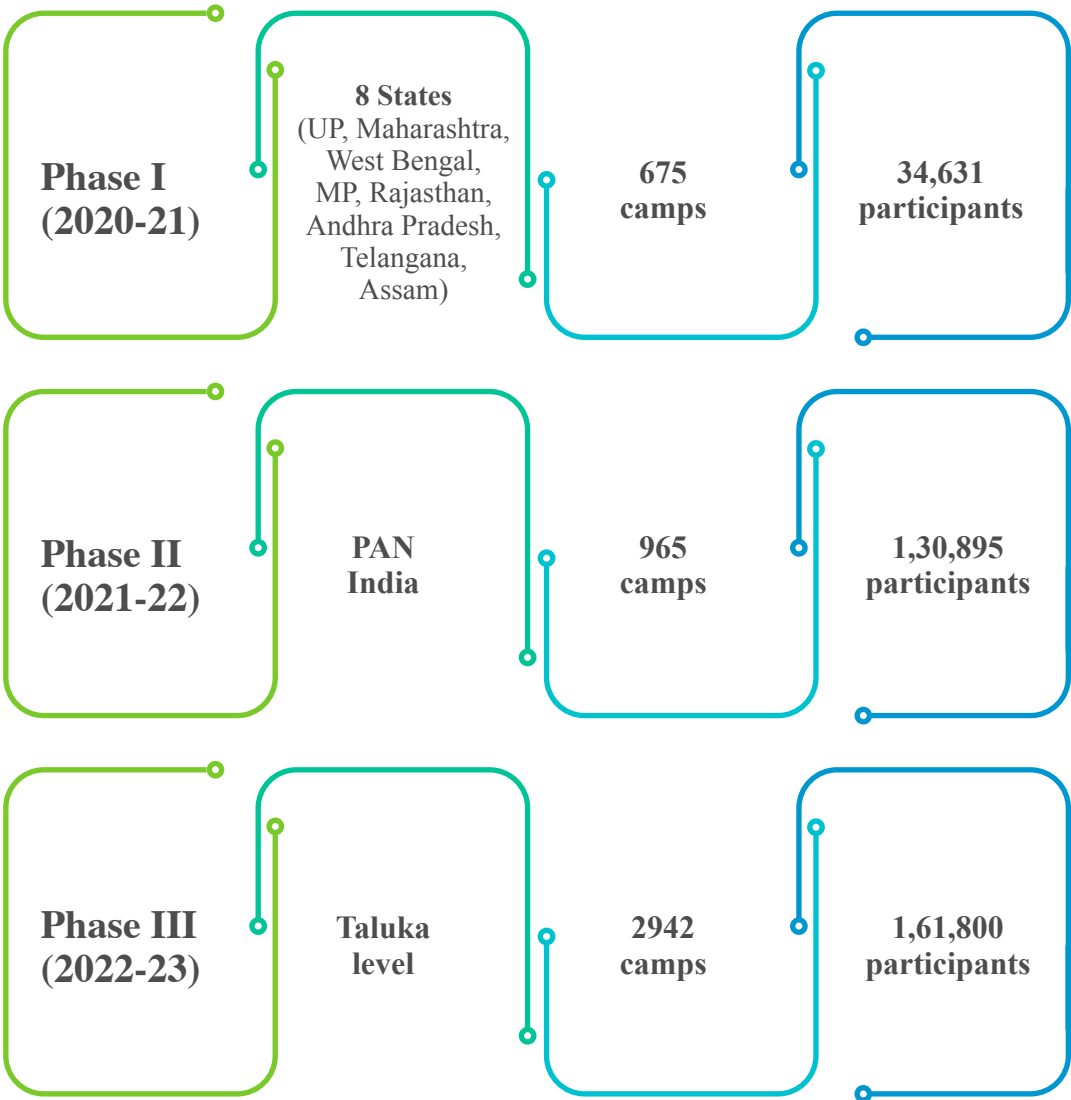 Phase I
(2020-21)
8 States
(UP, Maharashtra,
West Bengal,
MP, Rajasthan,
Andhra Pradesh,
Telangana,
Assam)
675
camps
34,631
participants
Phase II
(2021-22)
PAN
India
965
camps
1,30,895
participants
Phase III
(2022-23)
Taluka
level
2942
camps
1,61,800
participants